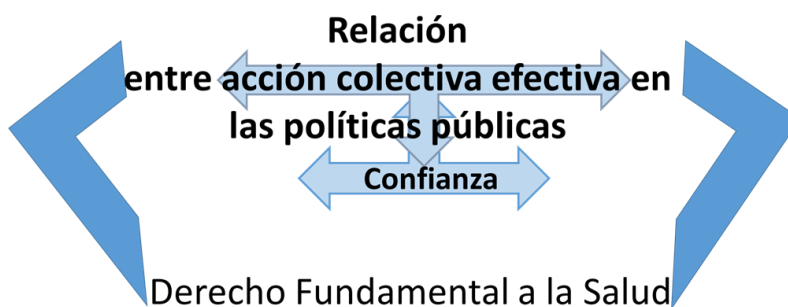 Relación
entre acción colectiva efectiva en
las políticas públicas
Confianza
Derecho Fundamental a la Salud